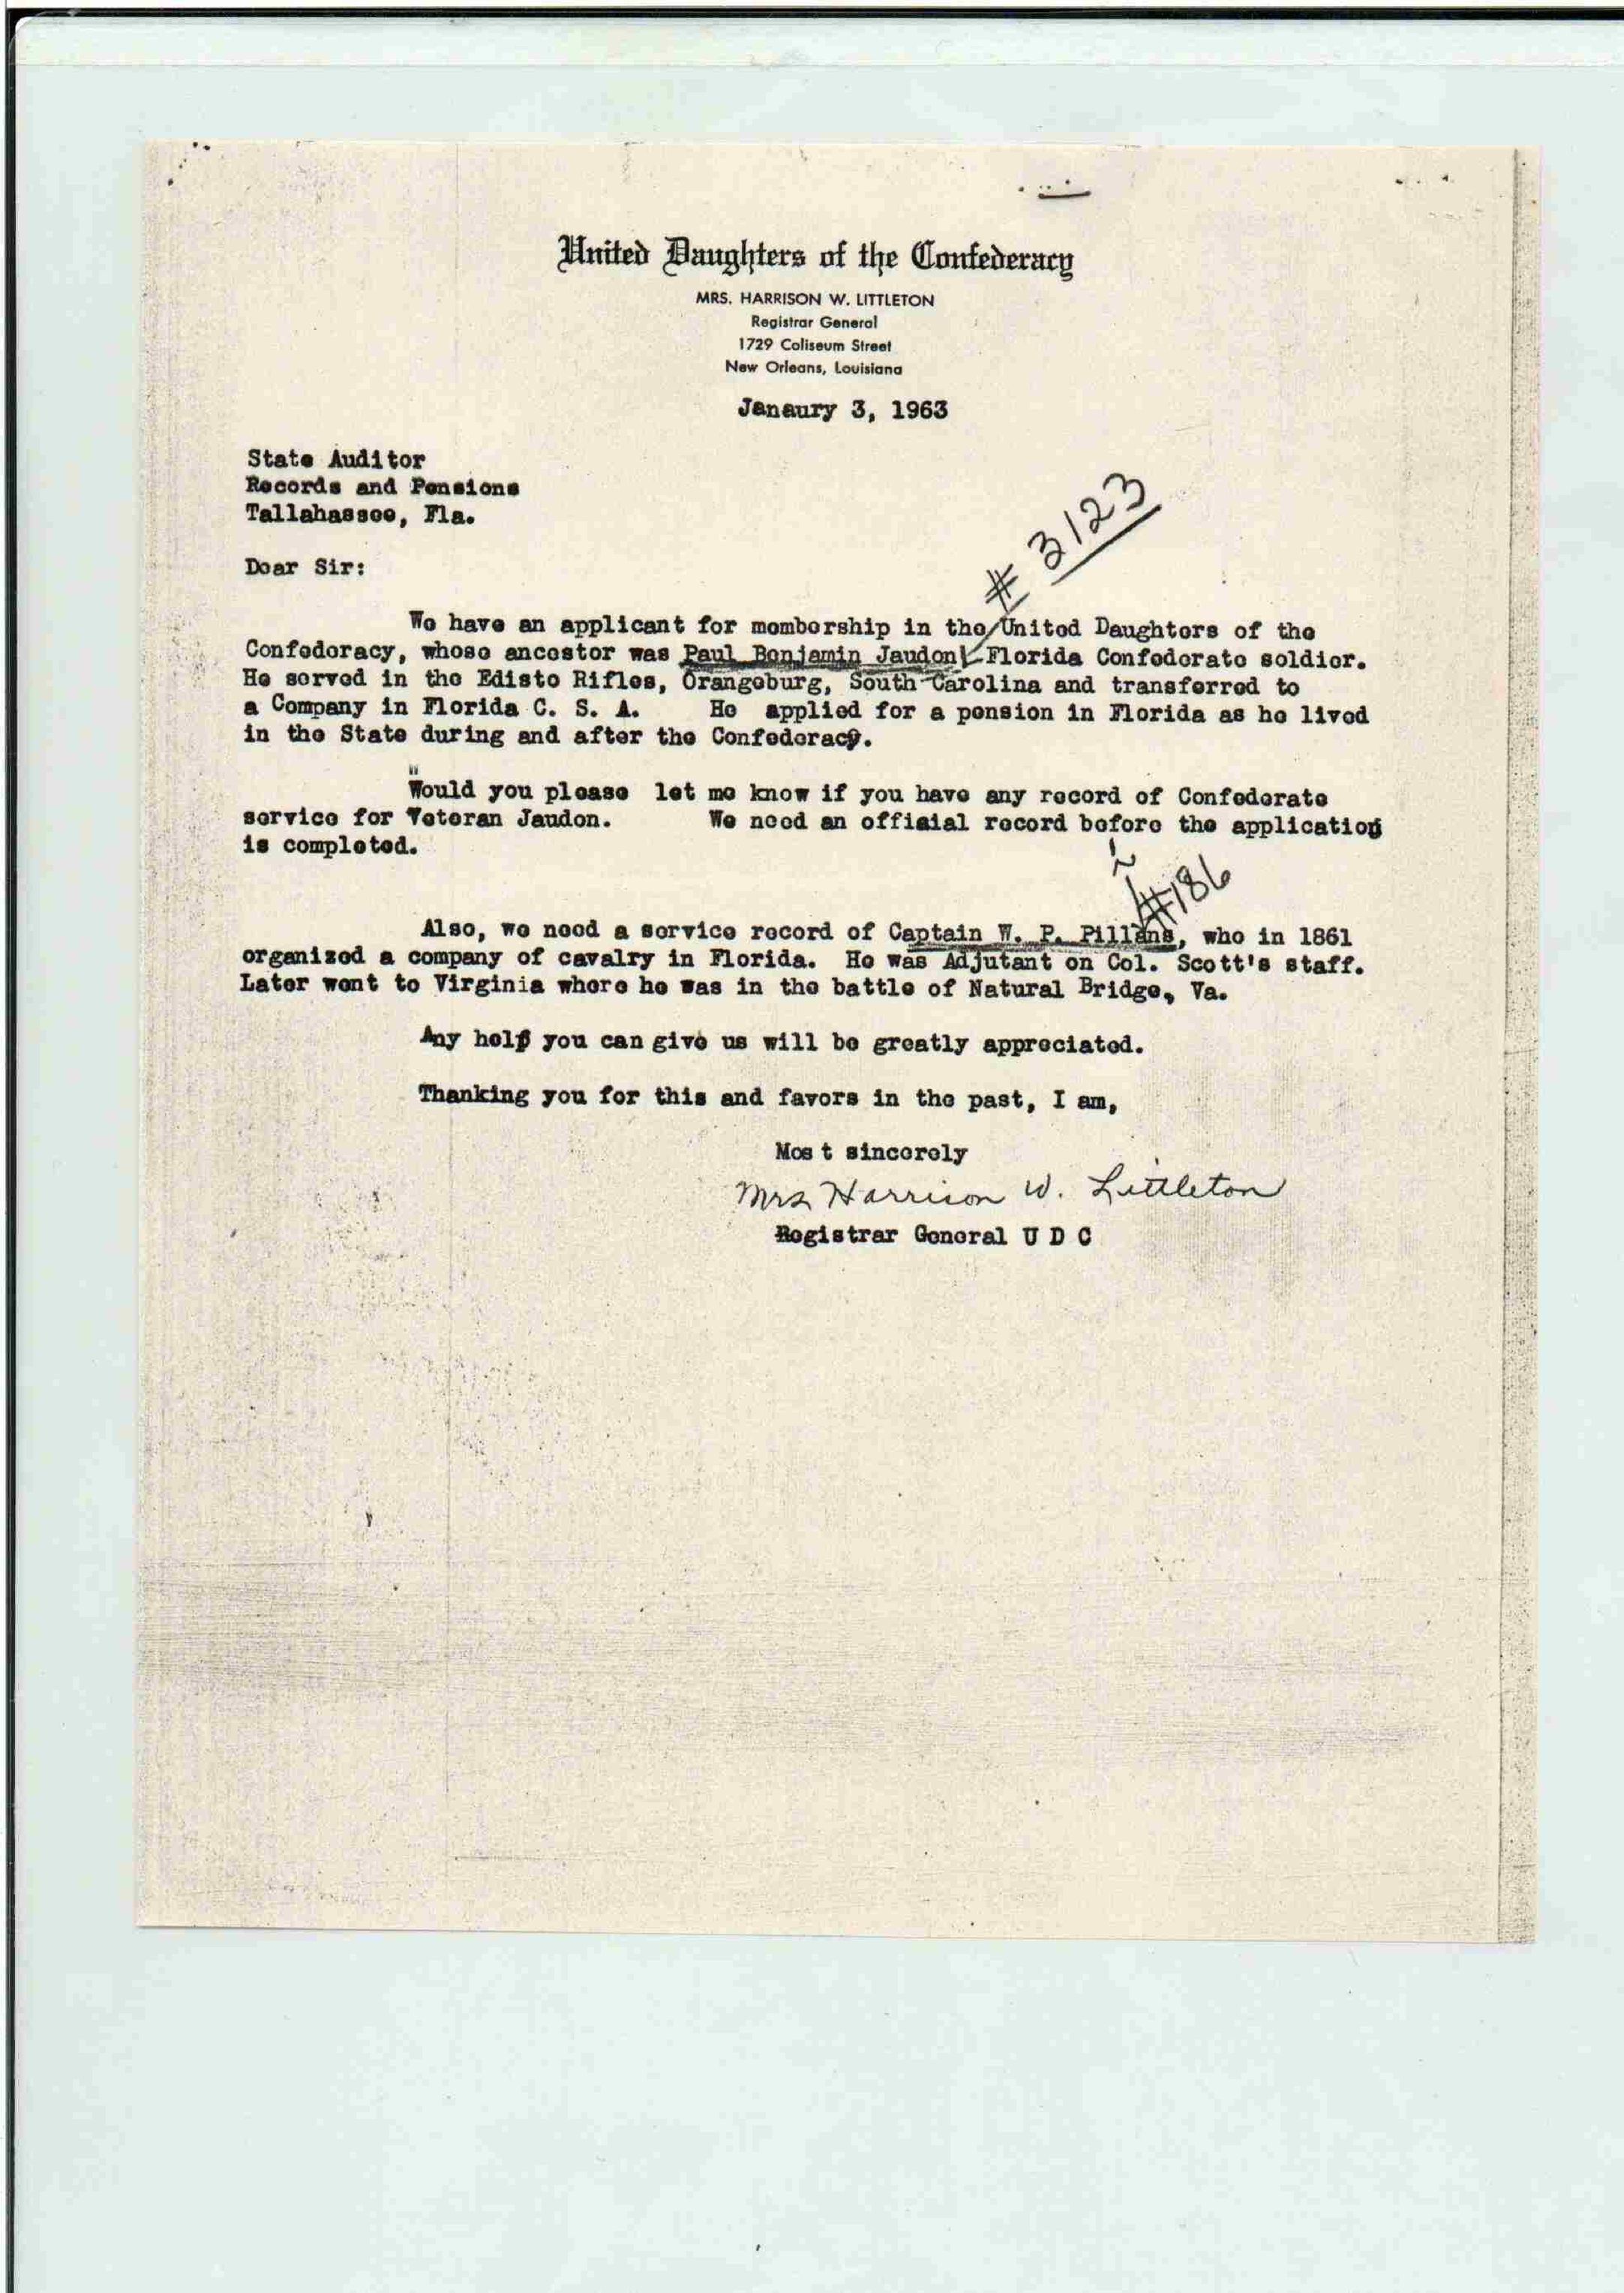 United Daughters of the Confederacy
MRS. HARRISON W. LITTLETON
Registrar General
1729 Coliseum Street
New Orleans, Louisiana
Janaury 3, 1963
State Auditor
Records and Pensions
Tallahassee, Fla.
# 3123
Dear Sir:
We have an applicant for membership in the/United Daughters of the
Confederacy, whose ancestor was Paul Benjamin Jaudon Florida Confederate soldier.
He served in the Edisto Rifles, Orangeburg, South Carolina and transferred to
a Company in Florida C. S. A. He applied for a pension in Florida as he lived
in the State during and after the Confederacy.
Would you please let me know if you have any record of Confederate
service for Veteran Jaudon. We need an offiaial record before the application
is completed.
#186
Also, we need a service record of Captain W. P. Pillans, who in 1861
organized a company of cavalry in Florida. He was Adjutant on Col. Scott's staff.
Later went to Virginia where he was in the battle of Natural Bridge, Va.
Any help you can give us will be greatly appreciated.
Thanking you for this and favors in the past, I am,
Mos t sincerely
Mrs Harrison W. Littleton
Registrar General U D C